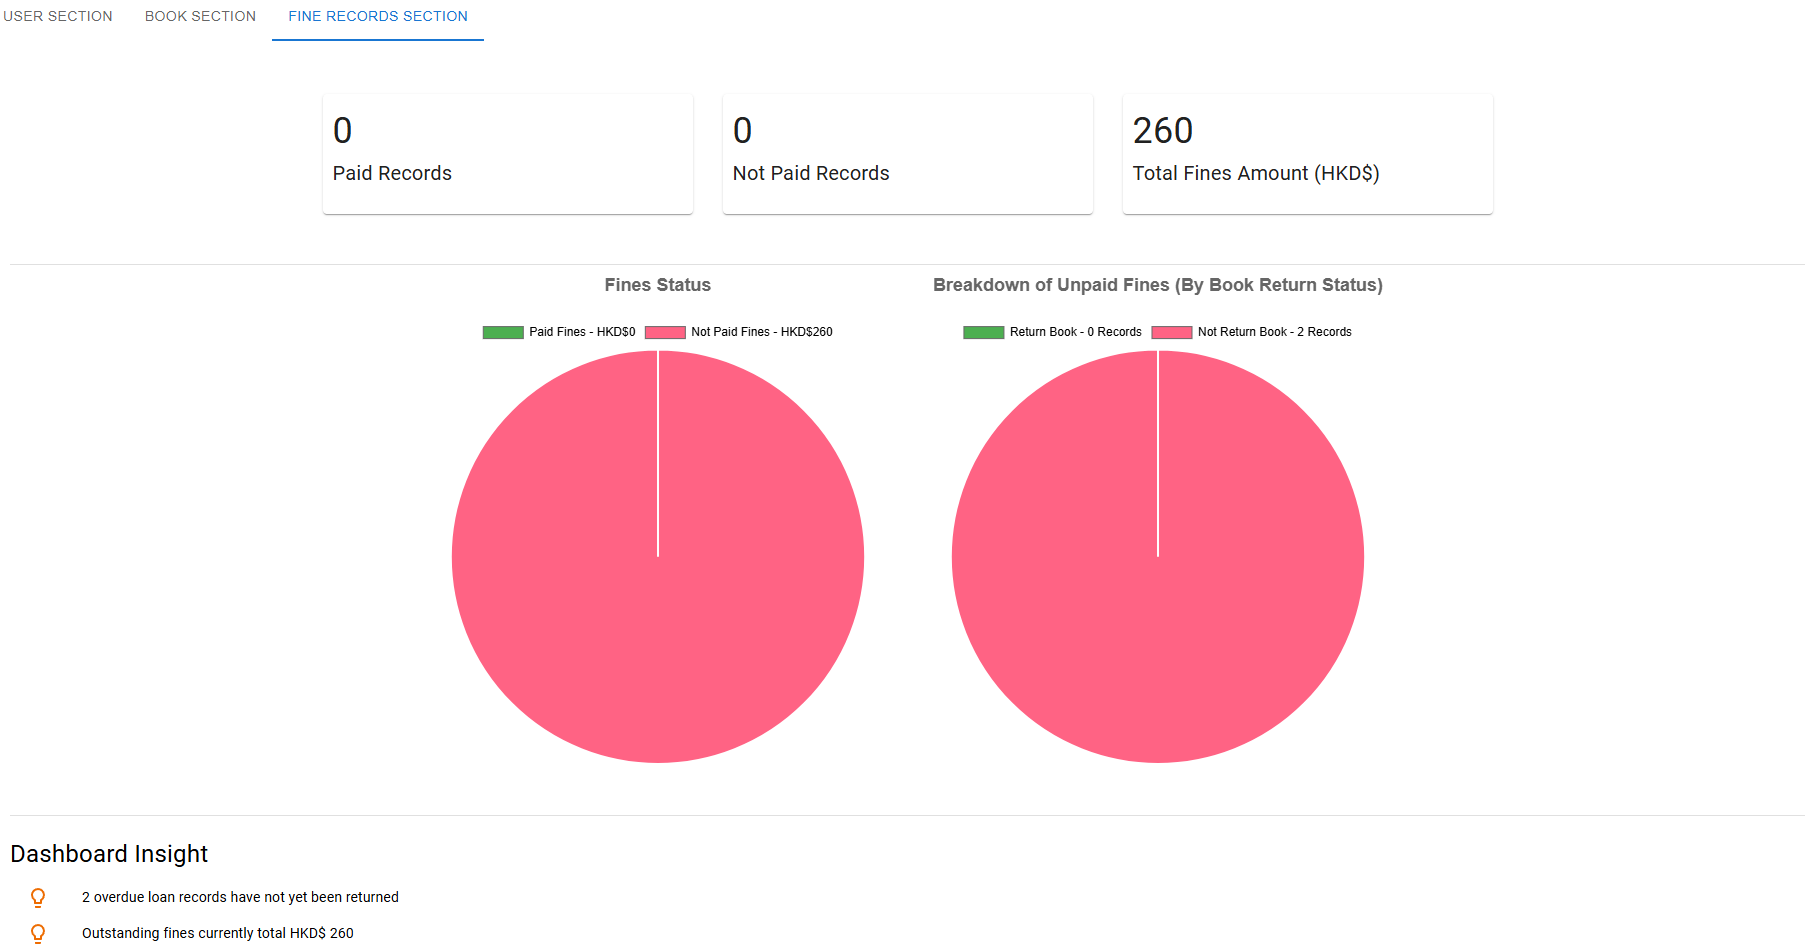 USER SECTION BOOK SECTION FINE RECORDS SECTION
0
Paid Records
0
Not Paid Records
260
Total Fines Amount (HKD$)
Fines Status
Paid Fines - HKD$0 Not Paid Fines - HKD$260
Breakdown of Unpaid Fines (By Book Return Status)
Return Book - 0 Records Not Return Book - 2 Records
Dashboard Insight
2 overdue loan records have not yet been returned
Outstanding fines currently total HKD$ 260